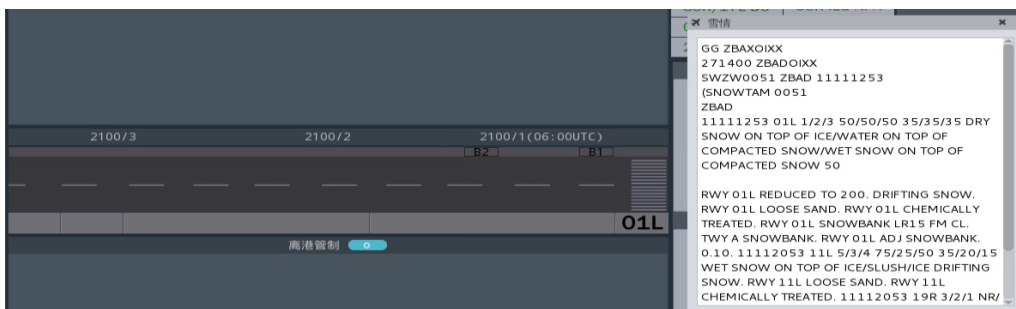 雪情
GG ZBAXOIXX
271400 ZBADOIXX
SWZW0051 ZBAD 11111253
(SNOWTAM 0051
ZBAD
11111253 01L 1/2/3 50/50/50 35/35/35 DRY
SNOW ON TOP OF ICE/WATER ON TOP OF
COMPACTED SNOW/WET SNOW ON TOP OF
COMPACTED SNOW 50
RWY 01L REDUCED TO 200. DRIFTING SNOW.
RWY 01L LOOSE SAND. RWY 01L CHEMICALLY
TREATED. RWY 01L SNOWBANK LR15 FM CL.
TWY A SNOWBANK. RWY 01L ADJ SNOWBANK.
0.10. 11112053 11L 5/3/4 75/25/50 35/20/15
WET SNOW ON TOP OF ICE/SLUSH/ICE DRIFTING
SNOW. RWY 11L LOOSE SAND. RWY 11L
CHEMICALLY TREATED. 11112053 19R 3/2/1 NR/
2100/3 2100/2 2100/1(06:00UTC)
B2 B1
01L
离港管制